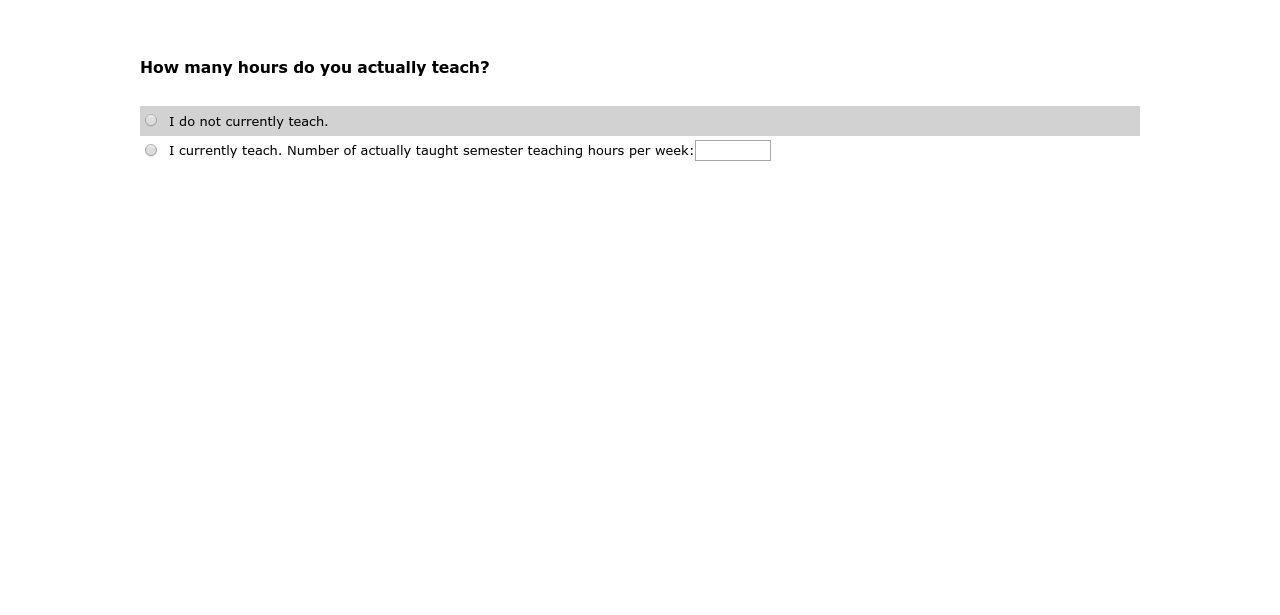 How many hours do you actually teach?
I do not currently teach.
I currently teach. Number of actually taught semester teaching hours per week: